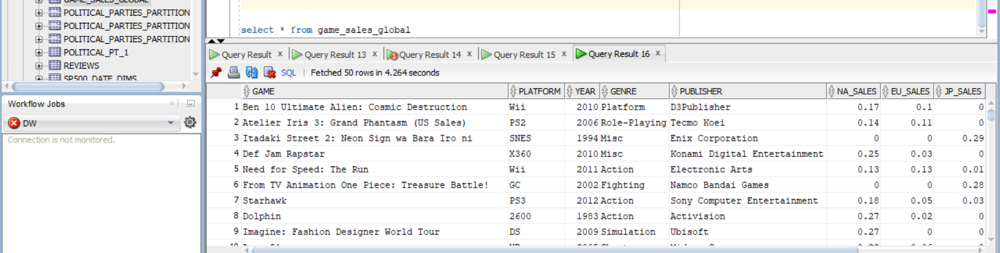 GAME_SALES_GLOBAL
POLITICAL_PARTIES_PARTITION
POLITICAL_PARTIES_PARTITION
POLITICAL_PARTIES_PARTITION
POLITICAL_PT_1
REVIEWS
SP500_DATE_DIMS
Workflow Jobs
DW
Connection is not monitored.
select * from game_sales_global
Query Result x Query Result 13 x Query Result 14 x Query Result 15 x Query Result 16 x
SQL | Fetched 50 rows in 4.264 seconds
GAME PLATFORM YEAR GENRE PUBLISHER NA_SALES EU_SALES JP_SALES
1 Ben 10 Ultimate Alien: Cosmic Destruction Wii 2010 Platform D3Publisher 0.17 0.1 0
2 Atelier Iris 3: Grand Phantasm (US Sales) PS2 2006 Role-Playing Tecmo Koei 0.14 0.11 0
3 Itadaki Street 2: Neon Sign wa Bara Iro ni SNES 1994 Misc Enix Corporation 0 0 0.29
4 Def Jam Rapstar X360 2010 Misc Konami Digital Entertainment 0.25 0.03 0
5 Need for Speed: The Run Wii 2011 Action Electronic Arts 0.13 0.13 0.01
6 From TV Animation One Piece: Treasure Battle! GC 2002 Fighting Namco Bandai Games 0 0 0.28
7 Starhawk PS3 2012 Action Sony Computer Entertainment 0.18 0.05 0.03
8 Dolphin 2600 1983 Action Activision 0.27 0.02 0
9 Imagine: Fashion Designer World Tour DS 2009 Simulation Ubisoft 0.27 0 0